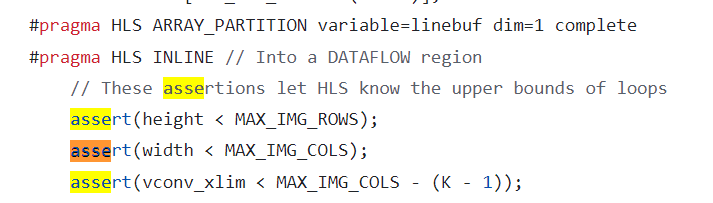 #pragma HLS ARRAY_PARTITION variable=linebuf dim=1 complete
#pragma HLS INLINE // Into a DATAFLOW region
// These assertions let HLS know the upper bounds of loops
assert(height < MAX_IMG_ROWS);
assert(width < MAX_IMG_COLS);
assert(vconv_xlim < MAX_IMG_COLS - (K - 1));